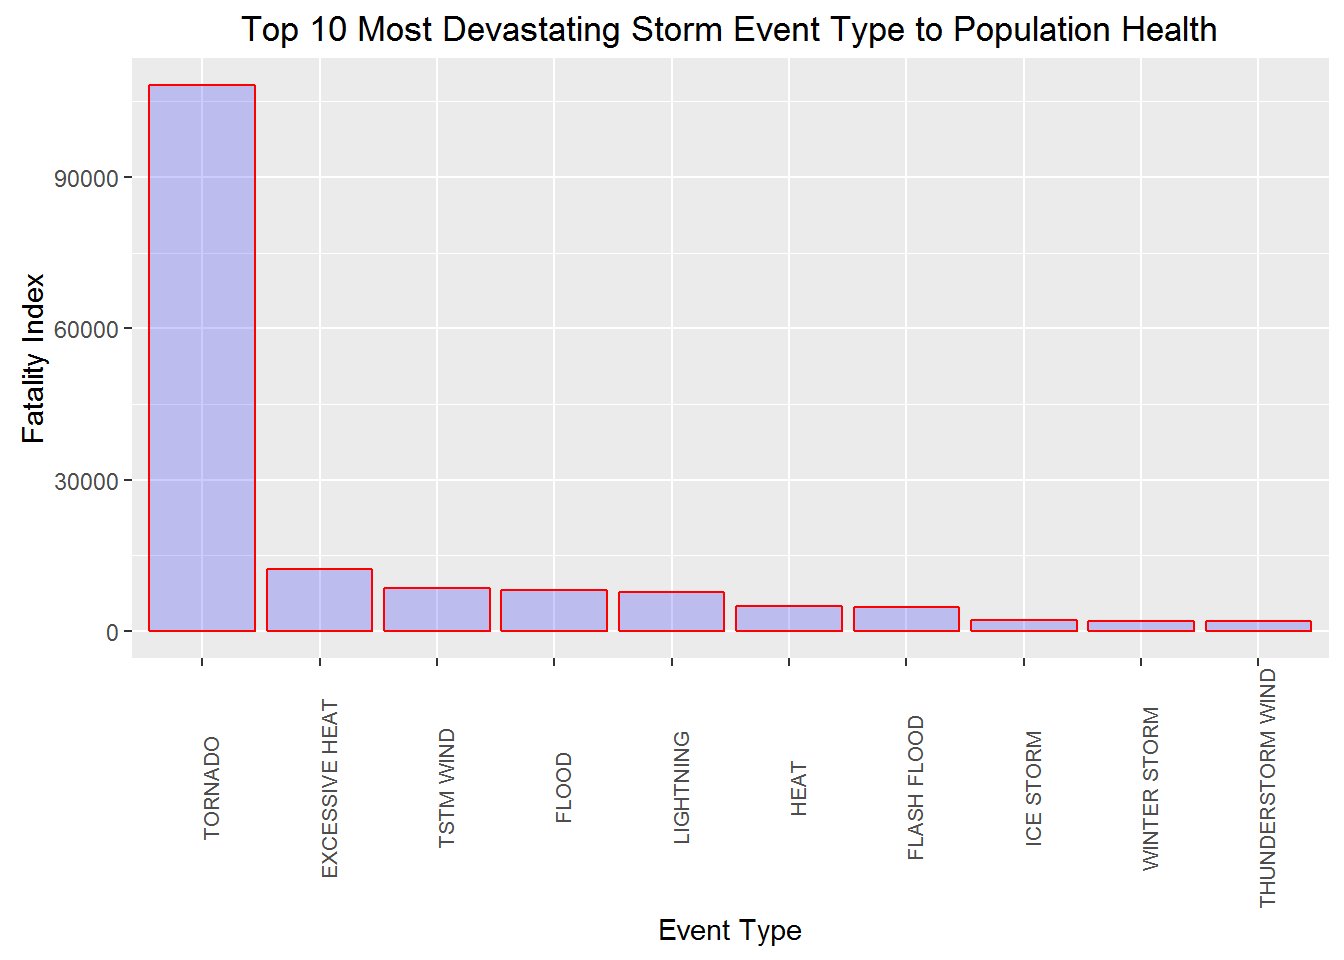 Top 10 Most Devastating Storm Event Type to Population Health
Fatality Index
90000
60000
30000
0
TORNADO
EXCESSIVE HEAT
TSTM WIND
FLOOD
LIGHTNING
HEAT
FLASH FLOOD
ICE STORM
WINTER STORM
THUNDERSTORM WIND
Event Type